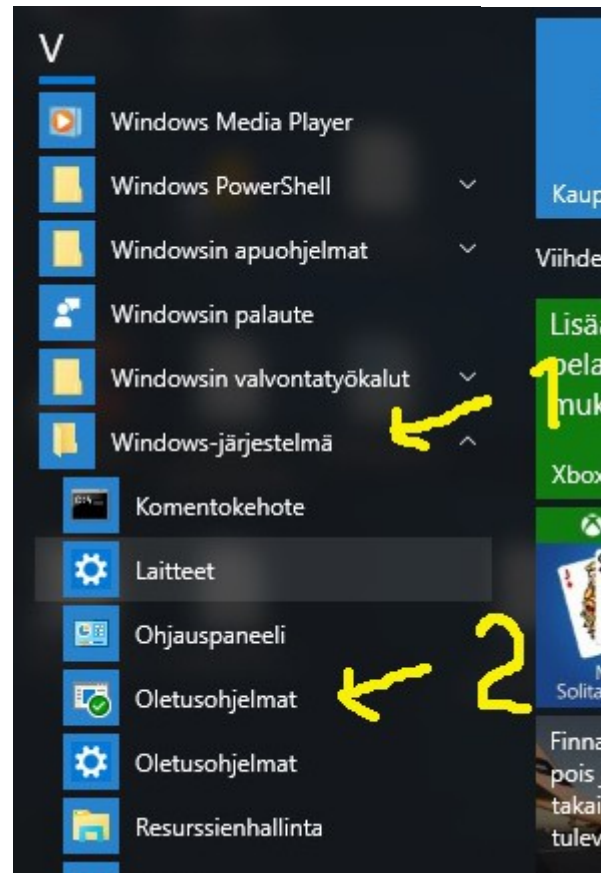 V
Windows Media Player
Windows PowerShell
Windowsin apuohjelmat
Windowsin palaute
Windowsin valvontatyökalut
Windows-järjestelmä
Komentokehote
Laitteet
Ohjauspaneeli
Oletusohjelmat
Oletusohjelmat
Resurssienhallinta
1
2
Kaup
Viihde
Lisää
pela
muk
Xbox
Solita
Finna
pois
takai
tulev